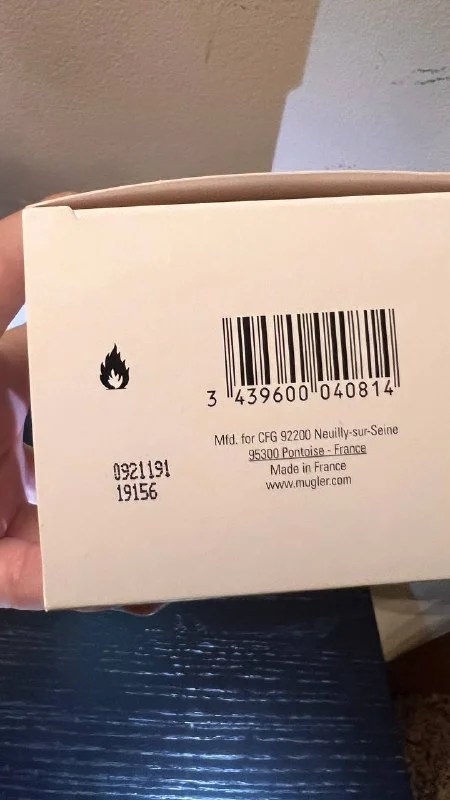 3 439600 040814
Mfd. for CFG 92200 Neuilly-sur-Seine
95300 Pontoise - France
Made in France
www.mugler.com
0921191
19156